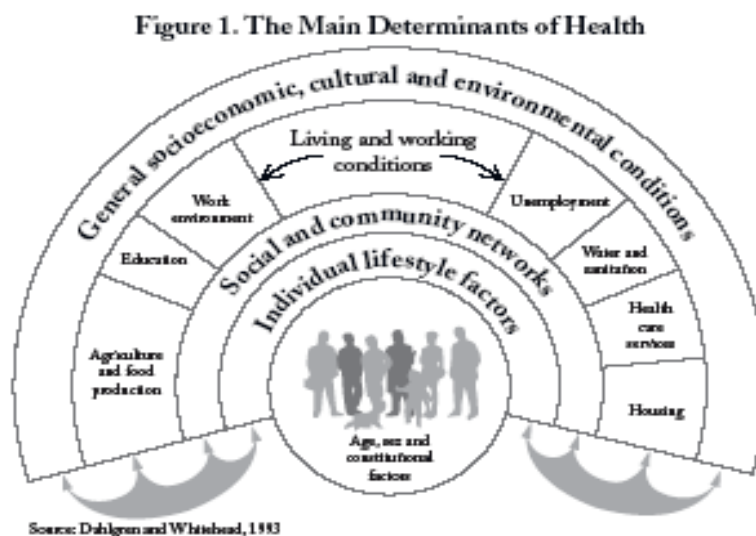 Figure 1. The Main Determinants of Health
General socioeconomic, cultural and environmental conditions
Living and working
conditions
Work
environment
Unemployment
Education
Water and
sanitation
Social and community networks
Individual lifestyle factors
Agriculture
and food
production
Health
care
services
Housing
Age, sex and
constitutional
factors
Source: Dahlgren and Whitehead, 1993